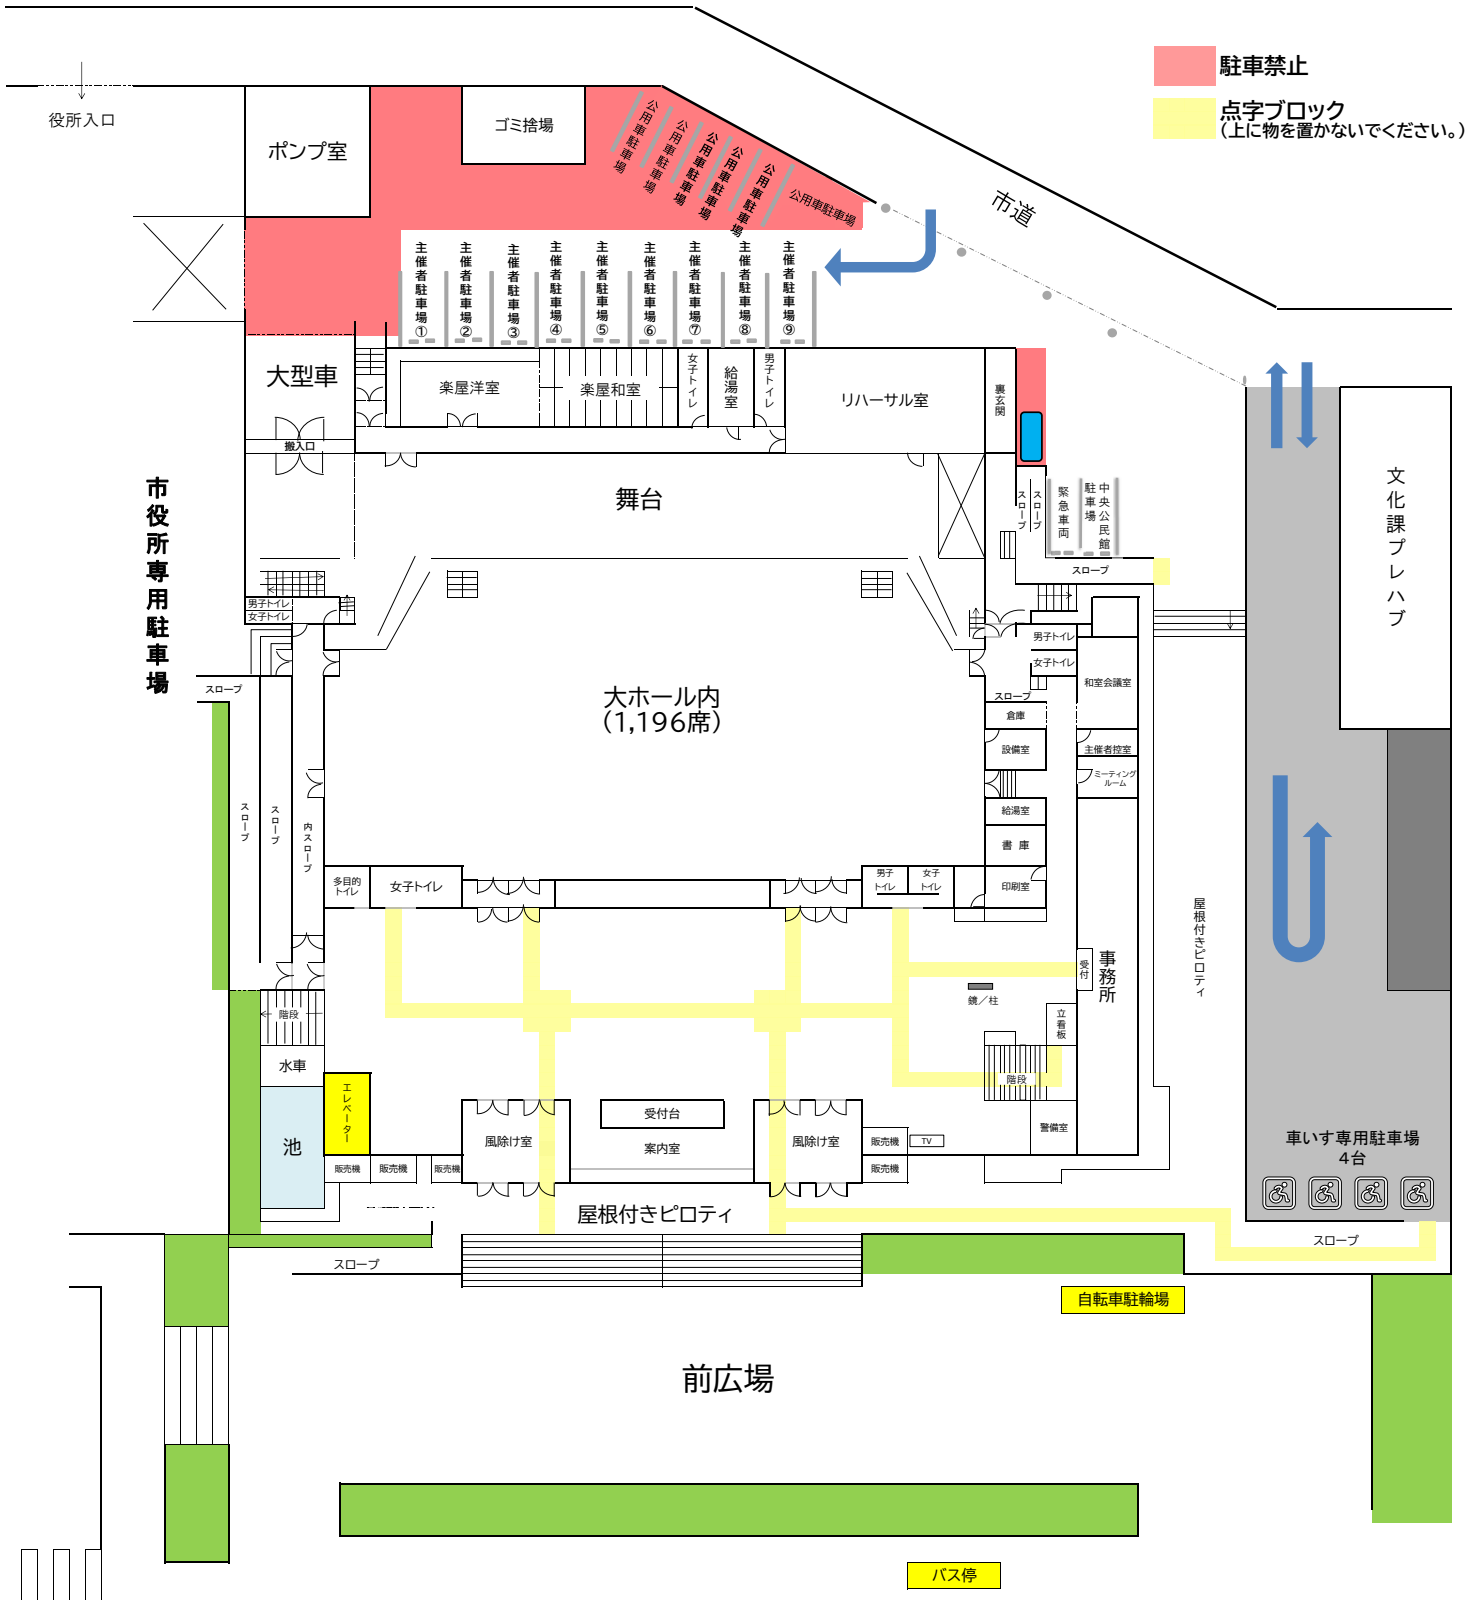 駐車禁止
点字ブロック
(上に物を置かないでください。)
役所入口
ポンプ室
ゴミ捨場
公用車駐車場
公用車駐車場
公用車駐車場
公用車駐車場
公用車駐車場
公用車駐車場
市道
主催者駐車場①
主催者駐車場②
主催者駐車場③
主催者駐車場④
主催者駐車場⑤
主催者駐車場⑥
主催者駐車場⑦
主催者駐車場⑧
主催者駐車場⑨
大型車
搬入口
楽屋洋室
楽屋和室
女子トイレ
給湯室
男子トイレ
リハーサル室
裏玄関
市役所専用駐車場
舞台
スロープ
スロープ
緊急車両
中央公民館
駐車場
スロープ
文化課プレハブ
男子トイレ
女子トイレ
男子トイレ
女子トイレ
和室会議室
スロープ
スロープ
大ホール内
(1,196席)
倉庫
設備室
主催者控室
ミーティング
ルーム
スロープ
スロープ
内スロープ
給湯室
書庫
印刷室
多目的
トイレ
女子トイレ
男子
トイレ
女子
トイレ
屋根付きピロティ
受付
事務所
鏡/柱
立看板
階段
階段
水車
エレベーター
池
受付台
案内室
風除け室
風除け室
販売機
TV
警備室
販売機
販売機
販売機
販売機
車いす専用駐車場
4台
屋根付きピロティ
スロープ
スロープ
自転車駐輪場
前広場
バス停